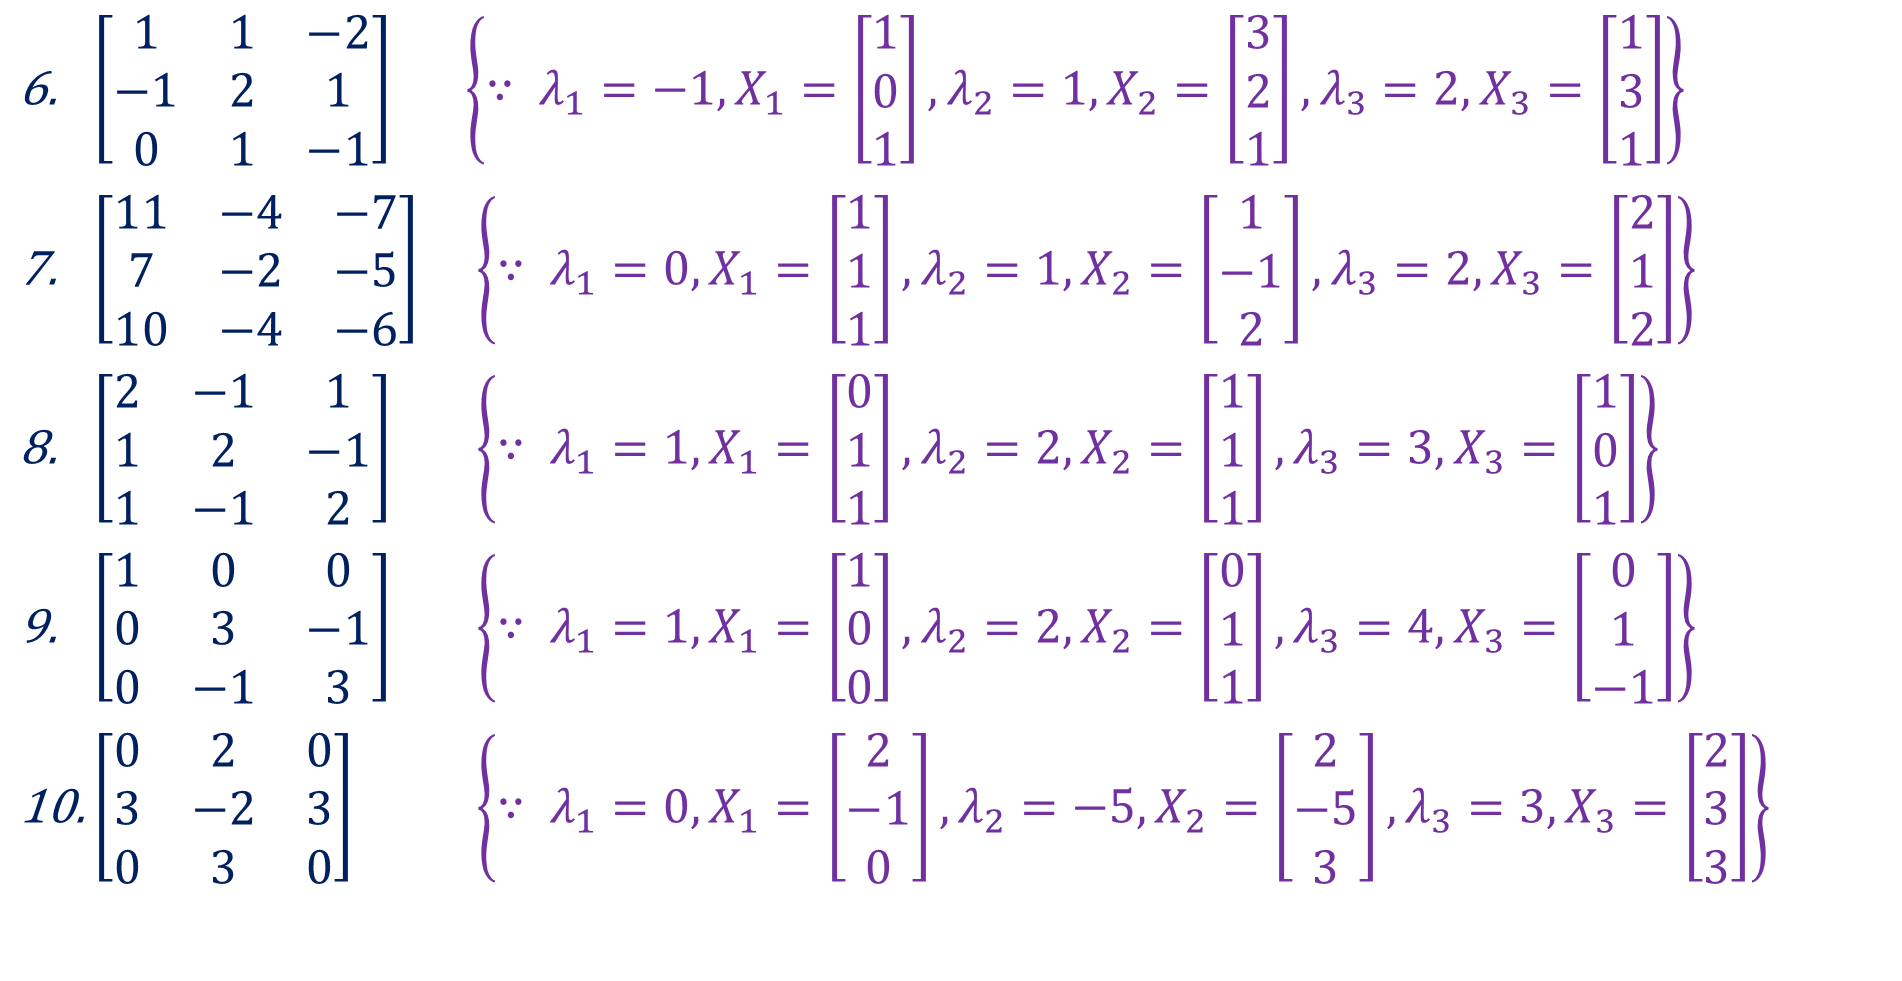 6. [1 1 −2; −1 2 1; 0 1 −1] {∵ λ₁ = −1, X₁ = [1; 0; 1], λ₂ = 1, X₂ = [3; 2; 1], λ₃ = 2, X₃ = [1; 3; 1]}
7. [11 −4 −7; 7 −2 −5; 10 −4 −6] {∵ λ₁ = 0, X₁ = [1; 1; 1], λ₂ = 1, X₂ = [1; −1; 2], λ₃ = 2, X₃ = [2; 1; 2]}
8. [2 −1 1; 1 2 −1; 1 −1 2] {∵ λ₁ = 1, X₁ = [0; 1; 1], λ₂ = 2, X₂ = [1; 1; 1], λ₃ = 3, X₃ = [1; 0; 1]}
9. [1 0 0; 0 3 −1; 0 −1 3] {∵ λ₁ = 1, X₁ = [1; 0; 0], λ₂ = 2, X₂ = [0; 1; 1], λ₃ = 4, X₃ = [0; 1; −1]}
10. [0 2 0; 3 −2 3; 0 3 0] {∵ λ₁ = 0, X₁ = [2; −1; 0], λ₂ = −5, X₂ = [2; −5; 3], λ₃ = 3, X₃ = [2; 3; 3]}